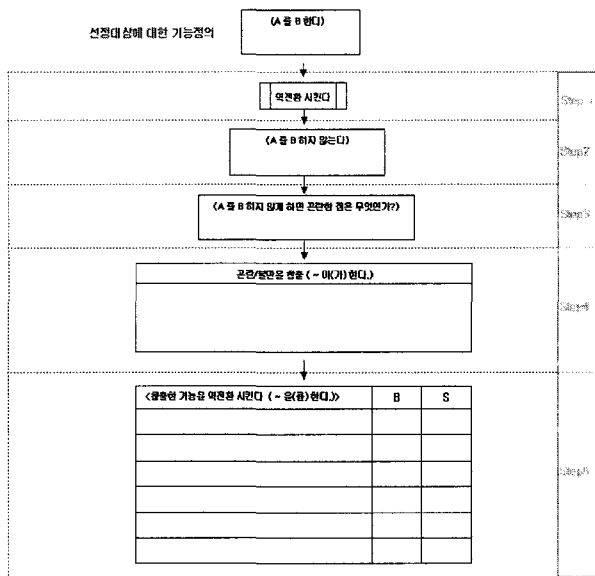 (A 를 B 한다)
선정대상에 대한 기능정의
역전환 시킨다
Step 1
(A 를 B 하지 않는다)
Step2
(A 를 B 하지 않게 하면 곤란한 점은 무엇인가?)
Step3
곤란/불만을 창출 ( ~ 이(가) 한다.)
Step4
<창출한 기능을 역전환 시킨다 ( ~ 을(를) 한다.)>
B
S
Step5